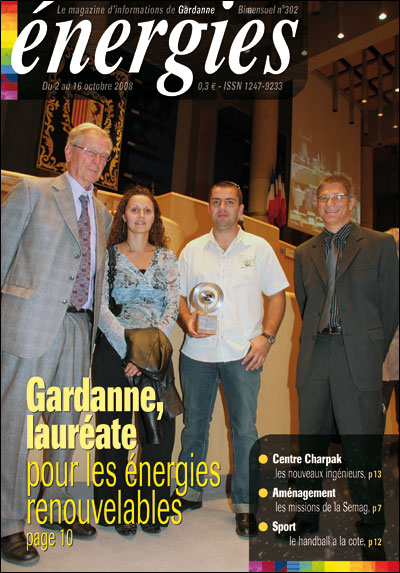 Le magazine d'informations de Gardanne
Bimensuel n°302
énergies
Du 2 au 16 octobre 2008
0,3 € - ISSN 1247-9233
Gardanne,
lauréate
pour les énergies
renouvelables
page 10
Centre Charpak
les nouveaux ingénieurs, p13
Aménagement
les missions de la Semag, p7
Sport
le handball a la cote, p12